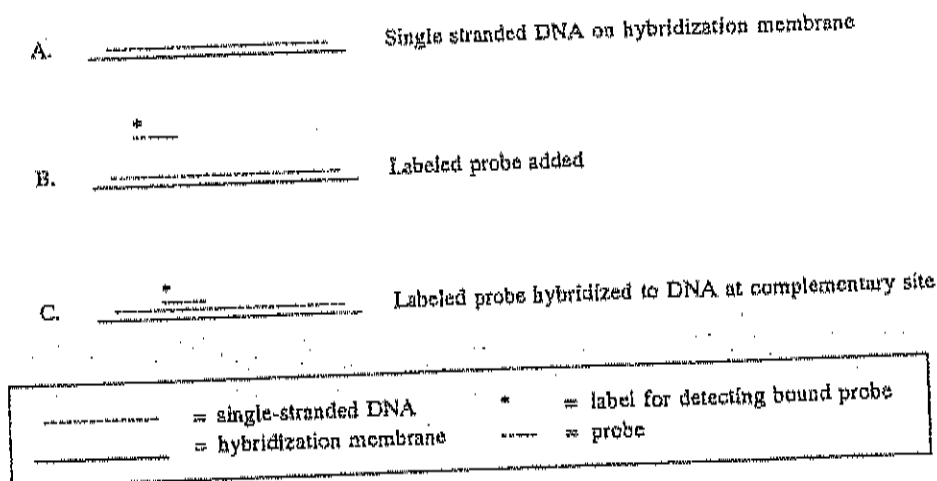 A. Single stranded DNA on hybridization membrane
*
B. Labeled probe added
*
C. Labeled probe hybridized to DNA at complementary site
= single-stranded DNA * = label for detecting bound probe
= hybridization membrane = probe